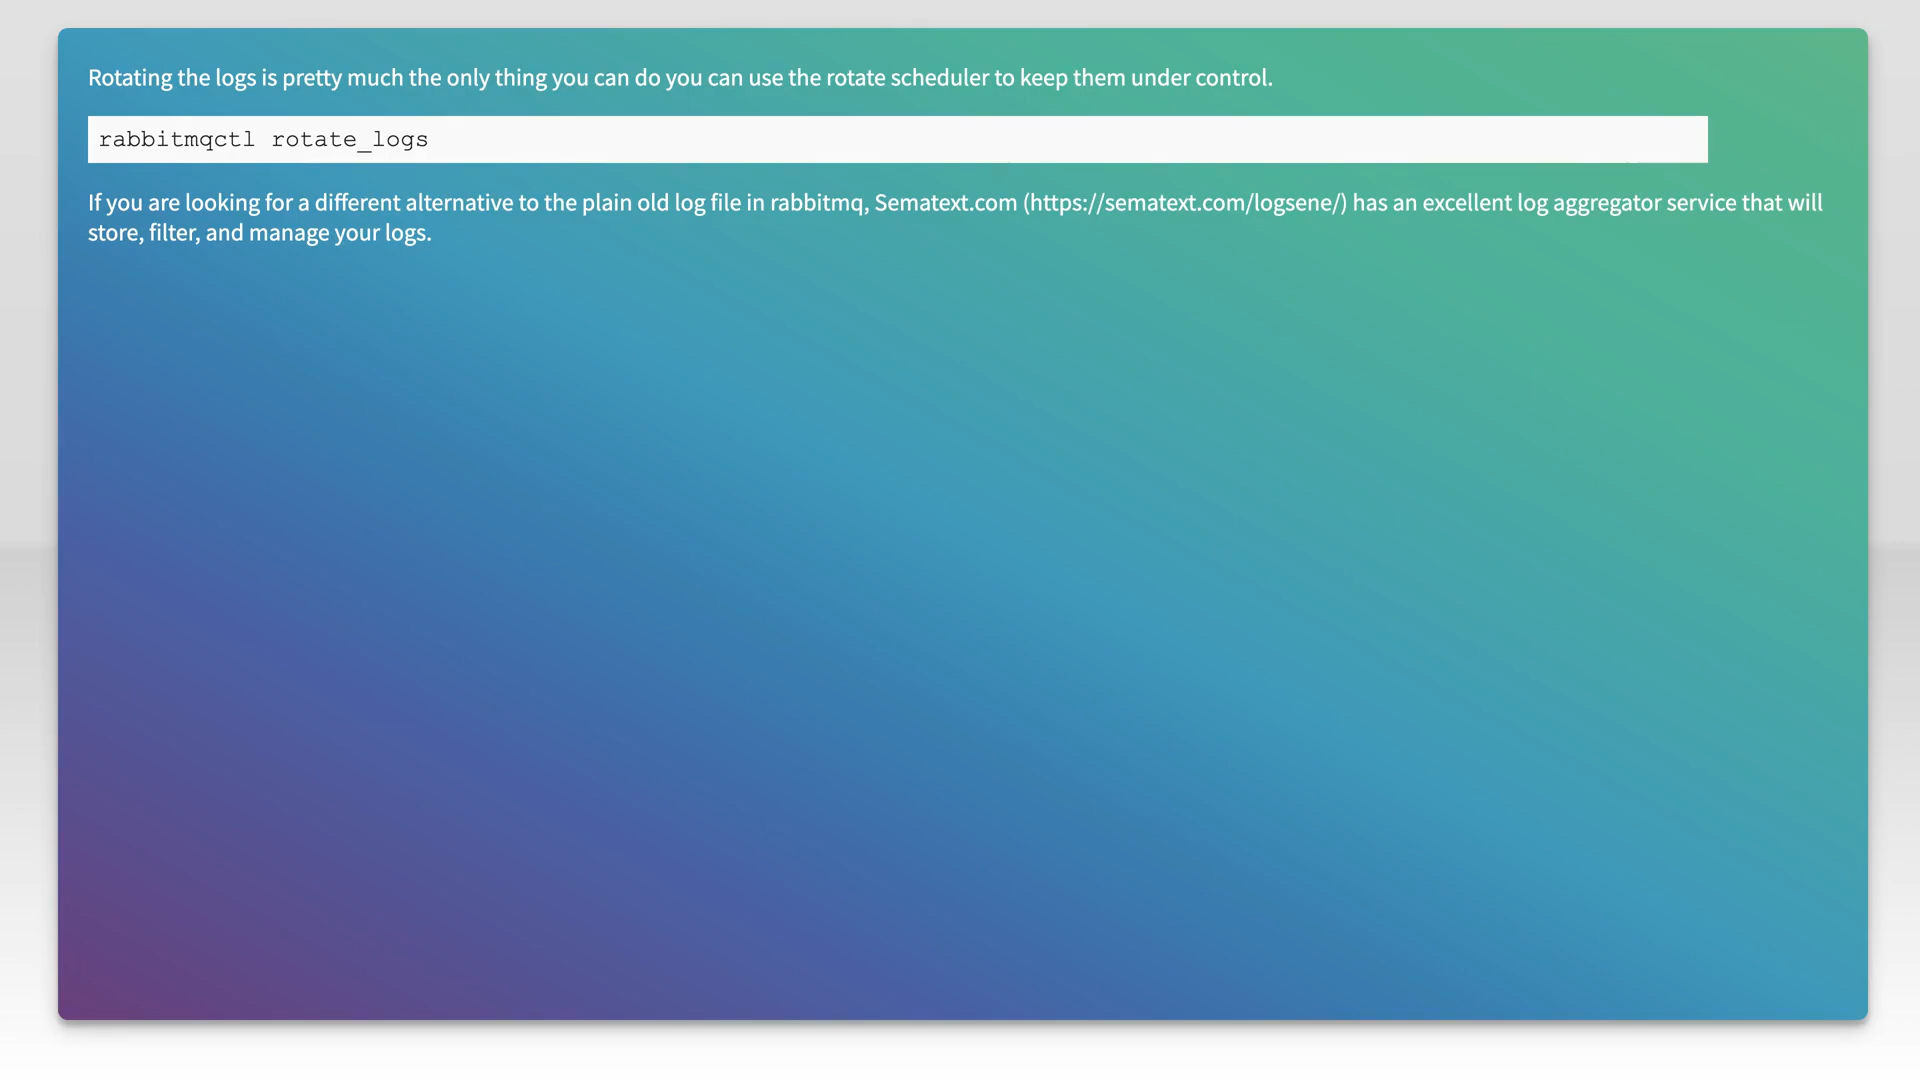 Rotating the logs is pretty much the only thing you can do you can use the rotate scheduler to keep them under control.
rabbitmqctl rotate_logs
If you are looking for a different alternative to the plain old log file in rabbitmq, Sematext.com (https://sematext.com/logsene/) has an excellent log aggregator service that will
store, filter, and manage your logs.